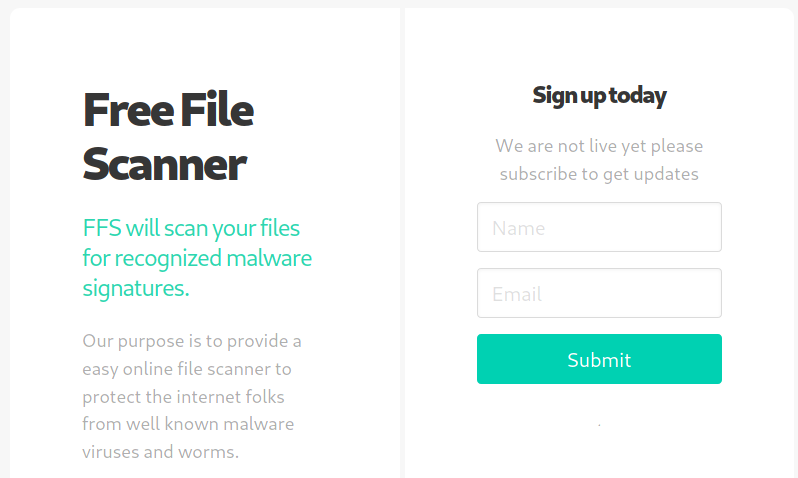 Free File
Scanner
FFS will scan your files
for recognized malware
signatures.
Our purpose is to provide a
easy online file scanner to
protect the internet folks
from well known malware
viruses and worms.
Sign up today
We are not live yet please
subscribe to get updates
Name
Email
Submit
.